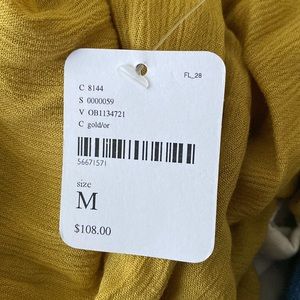 FL_28
C 8144
S 0000059
V OB1134721
C gold/or
56671571
size
M
$108.00